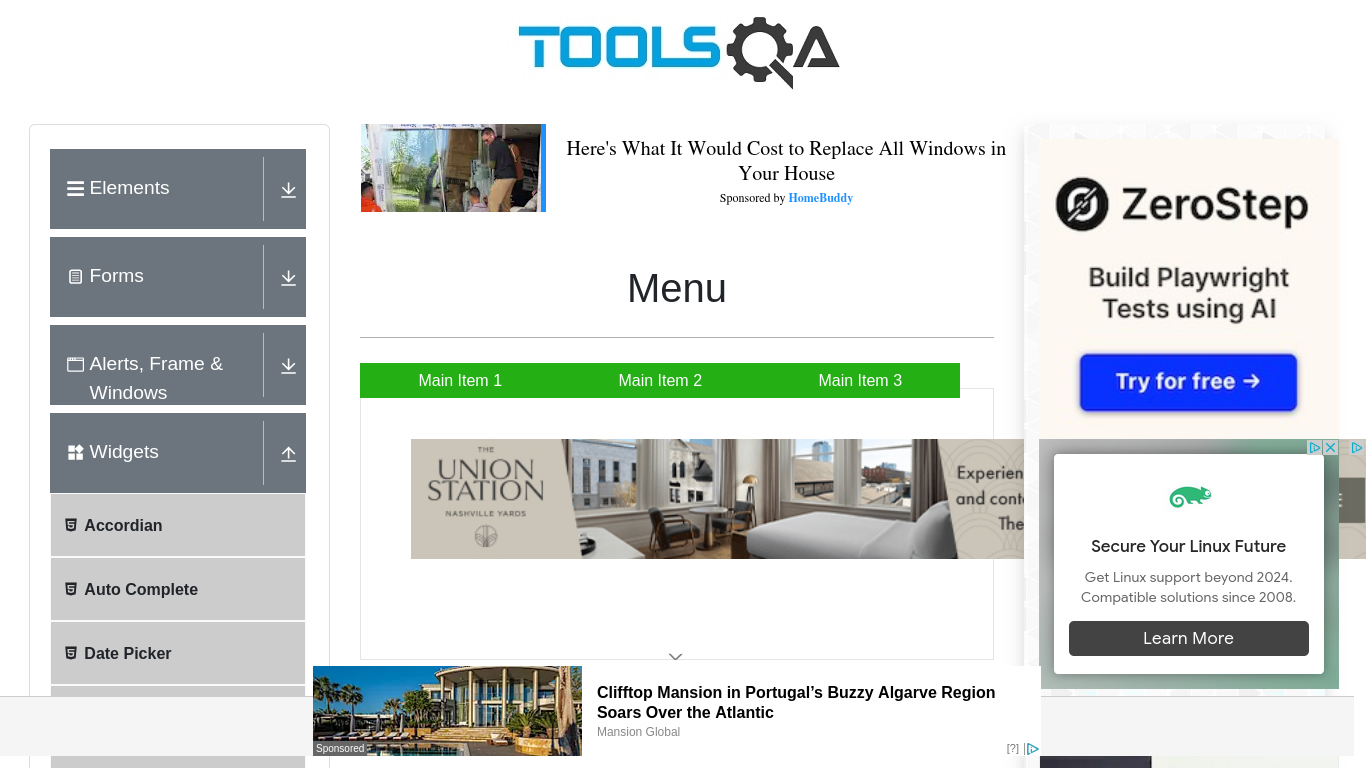 TOOLSQA
Elements
Forms
Alerts, Frame &
Windows
Widgets
Accordian
Auto Complete
Date Picker
Here's What It Would Cost to Replace All Windows in
Your House
Sponsored by HomeBuddy
Menu
Main Item 1
Main Item 2
Main Item 3
THE
UNION
STATION
NASHVILLE YARDS
Experien
and conte
The
ZeroStep
Build Playwright
Tests using AI
Try for free →
Secure Your Linux Future
Get Linux support beyond 2024.
Compatible solutions since 2008.
Learn More
Sponsored
Clifftop Mansion in Portugal’s Buzzy Algarve Region
Soars Over the Atlantic
Mansion Global
[?]